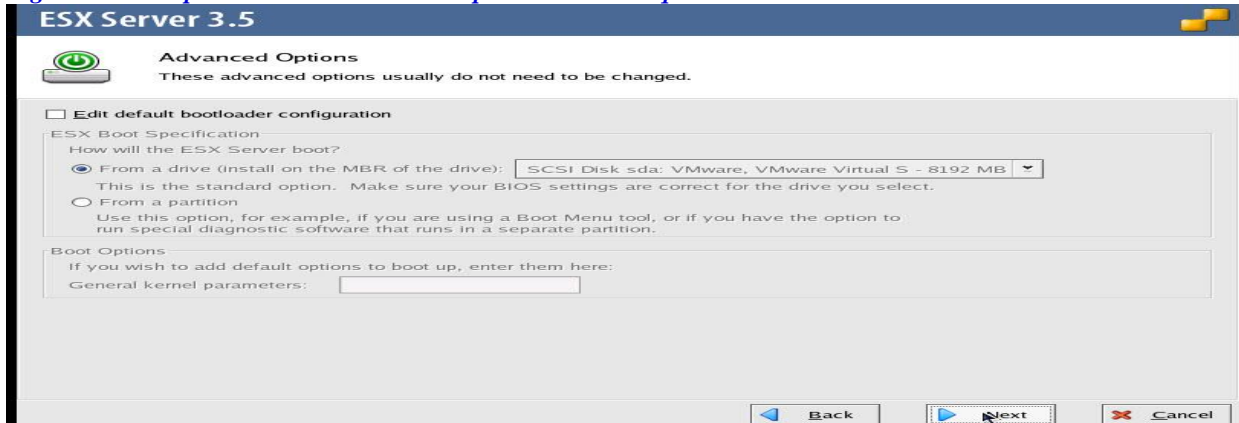 ESX Server 3.5
Advanced Options
These advanced options usually do not need to be changed.
Edit default bootloader configuration
ESX Boot Specification
How will the ESX Server boot?
From a drive (install on the MBR of the drive): SCSI Disk sda: VMware, VMware Virtual S - 8192 MB
This is the standard option. Make sure your BIOS settings are correct for the drive you select.
From a partition
Use this option, for example, if you are using a Boot Menu tool, or if you have the option to
run special diagnostic software that runs in a separate partition.
Boot Options
If you wish to add default options to boot up, enter them here:
General kernel parameters:
Back Next Cancel